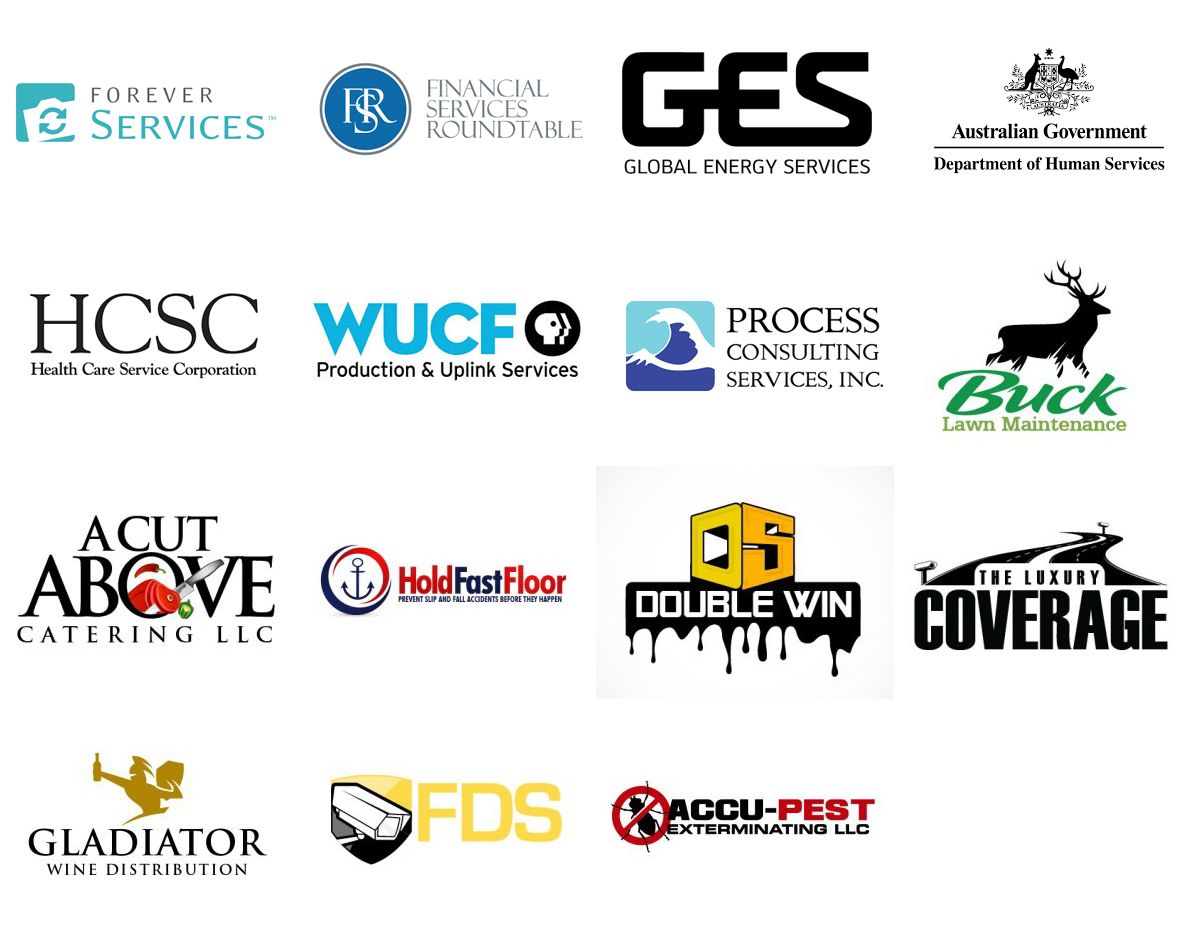 FOREVER
SERVICES™
FSR
FINANCIAL
SERVICES
ROUNDTABLE
GES
GLOBAL ENERGY SERVICES
AUSTRALIA
Australian Government
Department of Human Services
HCSC
Health Care Service Corporation
WUCF
Production & Uplink Services
PROCESS
CONSULTING
SERVICES, INC.
Buck
Lawn Maintenance
A CUT
ABOVE
CATERING LLC
HoldFastFloor
PREVENT SLIP AND FALL ACCIDENTS BEFORE THEY HAPPEN
DS
DOUBLE WIN
THE LUXURY
COVERAGE
GLADIATOR
WINE DISTRIBUTION
FDS
ACCU-PEST
EXTERMINATING LLC